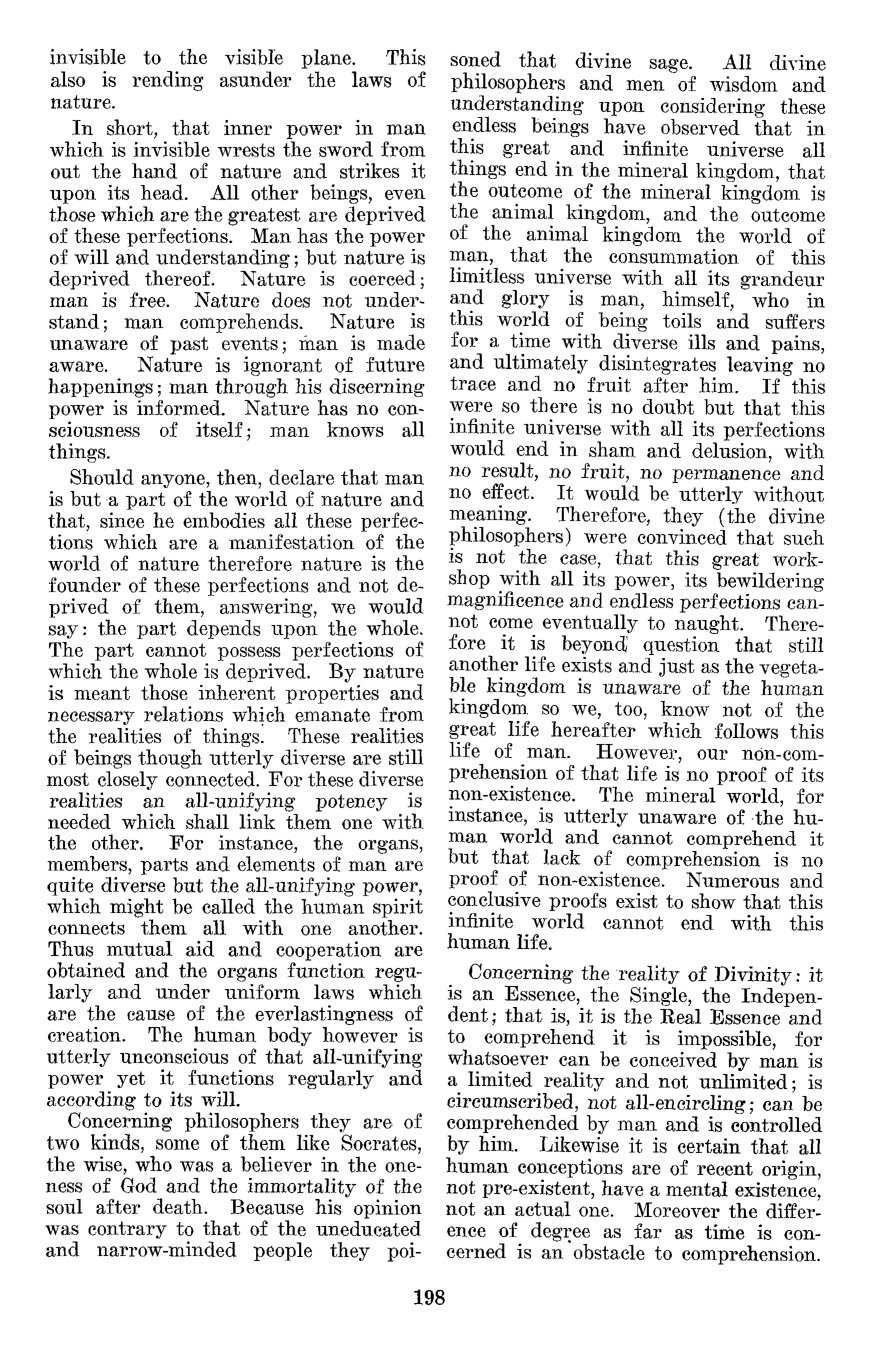 invisible to the visible plane. This
also is rending asunder the laws of
nature.
In short, that inner power in man
which is invisible wrests the sword from
out the hand of nature and strikes it
upon its head. All other beings, even
those which are the greatest are deprived
of these perfections. Man has the power
of will and understanding; but nature is
deprived thereof. Nature is coerced;
man is free. Nature does not under-
stand; man comprehends. Nature is
unaware of past events; man is made
aware. Nature is ignorant of future
happenings; man through his discerning
power is informed. Nature has no con-
sciousness of itself; man knows all
things.
Should anyone, then, declare that man
is but a part of the world of nature and
that, since he embodies all these perfec-
tions which are a manifestation of the
world of nature therefore nature is the
founder of these perfections and not de-
prived of them, answering, we would
say: the part depends upon the whole.
The part cannot possess perfections of
which the whole is deprived. By nature
is meant those inherent properties and
necessary relations which emanate from
the realities of things. These realities
of beings though utterly diverse are still
most closely connected. For these diverse
realities an all-unifying potency is
needed which shall link them one with
the other. For instance, the organs,
members, parts and elements of man are
quite diverse but the all-unifying power,
which might be called the human spirit
connects them all with one another.
Thus mutual aid and cooperation are
obtained and the organs function regu-
larly and under uniform laws which
are the cause of the everlastingness of
creation. The human body however is
utterly unconscious of that all-unifying
power yet it functions regularly and
according to its will.
Concerning philosophers they are of
two kinds, some of them like Socrates,
the wise, who was a believer in the one-
ness of God and the immortality of the
soul after death. Because his opinion
was contrary to that of the uneducated
and narrow-minded people they poi-
soned that divine sage. All divine
philosophers and men of wisdom and
understanding upon considering these
endless beings have observed that in
this great and infinite universe all
things end in the mineral kingdom, that
the outcome of the mineral kingdom is
the animal kingdom, and the outcome
of the animal kingdom the world of
man, that the consummation of this
limitless universe with all its grandeur
and glory is man, himself, who in
this world of being toils and suffers
for a time with diverse ills and pains,
and ultimately disintegrates leaving no
trace and no fruit after him. If this
were so there is no doubt but that this
infinite universe with all its perfections
would end in sham and delusion, with
no result, no fruit, no permanence and
no effect. It would be utterly without
meaning. Therefore, they (the divine
philosophers) were convinced that such
is not the case, that this great work-
shop with all its power, its bewildering
magnificence and endless perfections can-
not come eventually to naught. There-
fore it is beyond question that still
another life exists and just as the vegeta-
ble kingdom is unaware of the human
kingdom so we, too, know not of the
great life hereafter which follows this
life of man. However, our non-com-
prehension of that life is no proof of its
non-existence. The mineral world, for
instance, is utterly unaware of the hu-
man world and cannot comprehend it
but that lack of comprehension is no
proof of non-existence. Numerous and
conclusive proofs exist to show that this
infinite world cannot end with this
human life.
Concerning the reality of Divinity: it
is an Essence, the Single, the Indepen-
dent; that is, it is the Real Essence and
to comprehend it is impossible, for
whatsoever can be conceived by man is
a limited reality and not unlimited; is
circumscribed, not all-encircling; can be
comprehended by man and is controlled
by him. Likewise it is certain that all
human conceptions are of recent origin,
not pre-existent, have a mental existence,
not an actual one. Moreover the differ-
ence of degree as far as time is con-
cerned is an obstacle to comprehension.
198